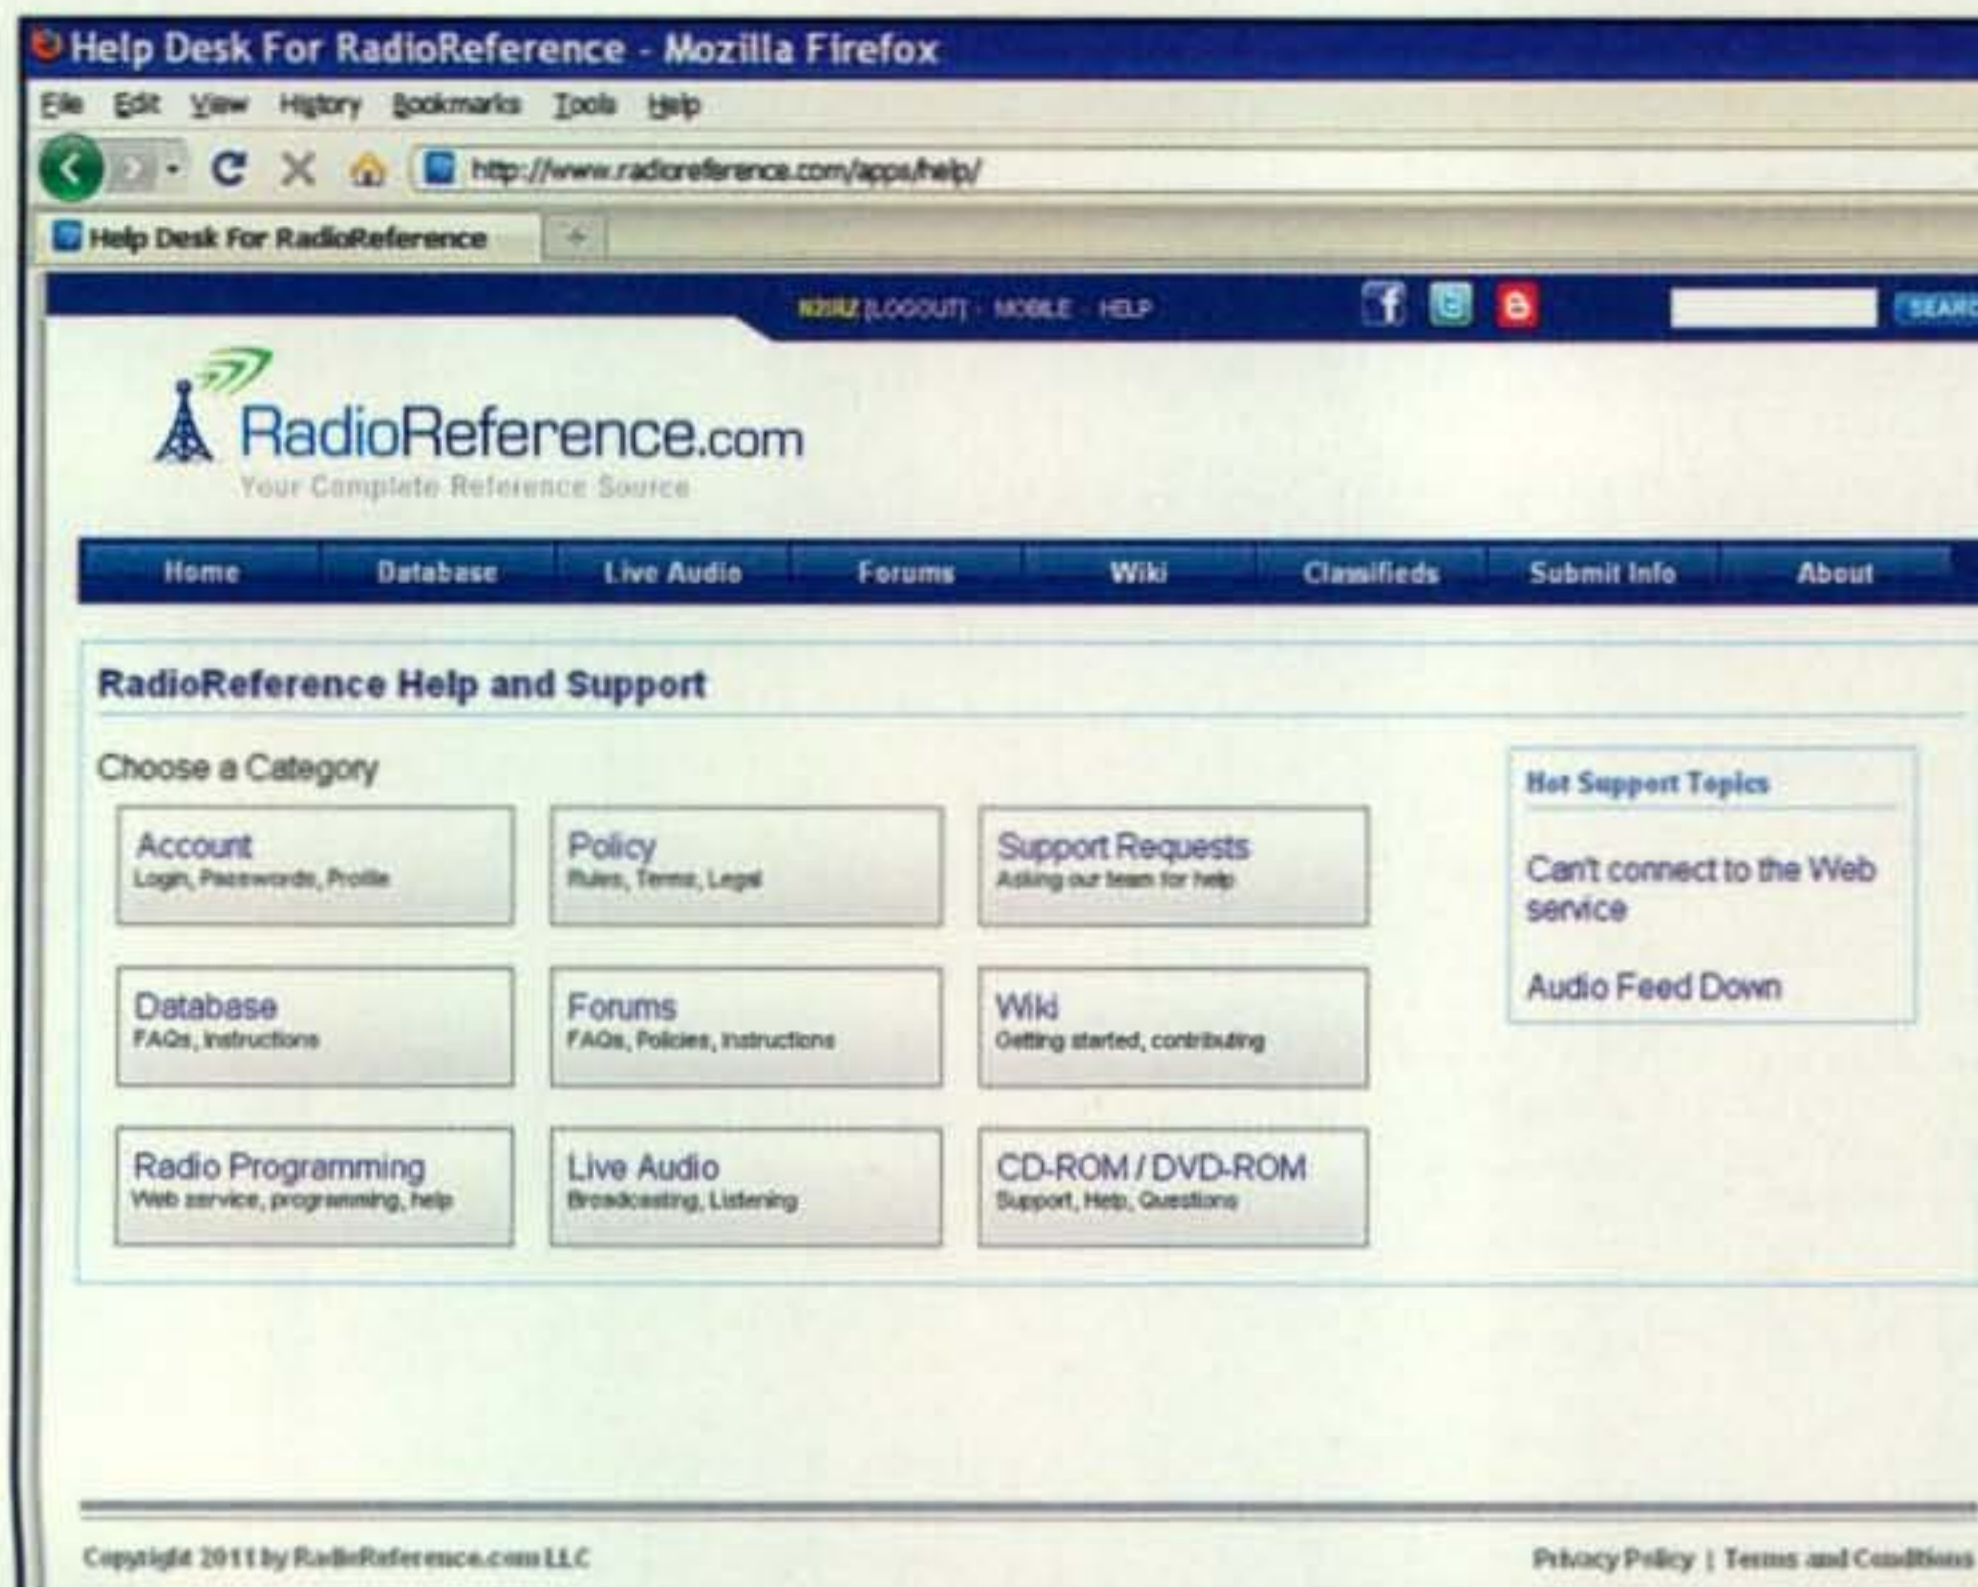 Help Desk For RadioReference - Mozilla Firefox
File Edit View History Bookmarks Tools Help
http://www.radioreference.com/apps/help/
Help Desk For RadioReference
N2IRZ [LOGOUT] - MOBILE - HELP
RadioReference.com
Your Complete Reference Source
Home Database Live Audio Forums Wiki Classifieds Submit Info About
RadioReference Help and Support
Choose a Category
Account
Login, Passwords, Profile
Policy
Rules, Terms, Legal
Support Requests
Asking our team for help
Database
FAQs, Instructions
Forums
FAQs, Policies, Instructions
Wiki
Getting started, contributing
Radio Programming
Web service, programming, help
Live Audio
Broadcasting, Listening
CD-ROM / DVD-ROM
Support, Help, Questions
Hot Support Topics
Can't connect to the Web
service
Audio Feed Down
Copyright 2011 by RadioReference.com LLC
Privacy Policy | Terms and Conditions